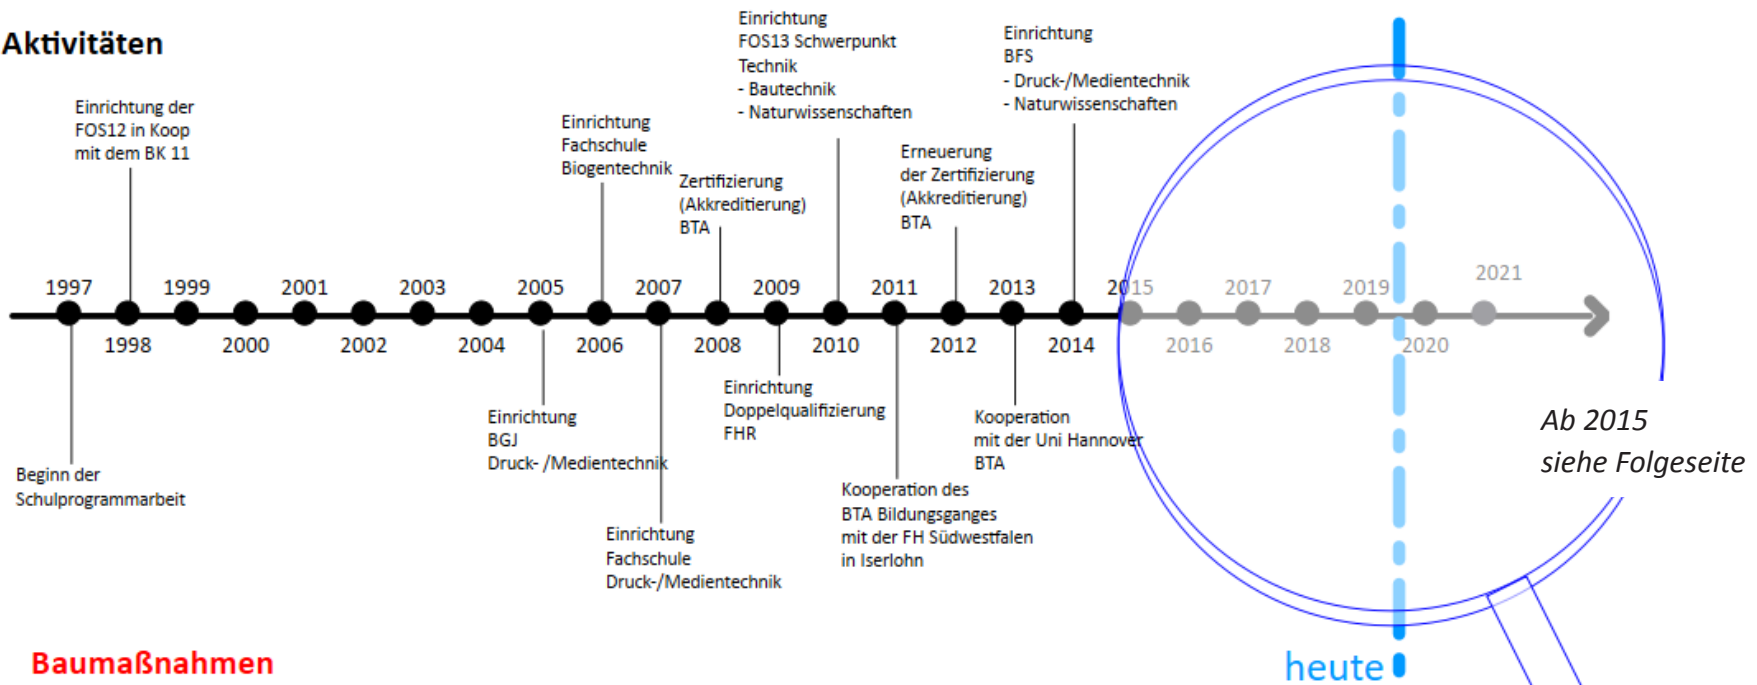 Aktivitäten
Einrichtung der
FOS12 in Koop
mit dem BK 11
Einrichtung
Fachschule
Biogentechnik
Zertifizierung
(Akkreditierung)
BTA
Einrichtung
FOS13 Schwerpunkt
Technik
- Bautechnik
- Naturwissenschaften
Erneuerung
der Zertifizierung
(Akkreditierung)
BTA
Einrichtung
BFS
- Druck-/Medientechnik
- Naturwissenschaften
1997 1999 2001 2003 2005 2007 2009 2011 2013 2015 2017 2019 2021
1998 2000 2002 2004 2006 2008 2010 2012 2014 2016 2018 2020
Beginn der
Schulprogrammarbeit
Einrichtung
BGJ
Druck- /Medientechnik
Einrichtung
Fachschule
Druck-/Medientechnik
Einrichtung
Doppelqualifizierung
FHR
Kooperation des
BTA Bildungsganges
mit der FH Südwestfalen
in Iserlohn
Kooperation
mit der Uni Hannover
BTA
Ab 2015
siehe Folgeseite
Baumaßnahmen
heute